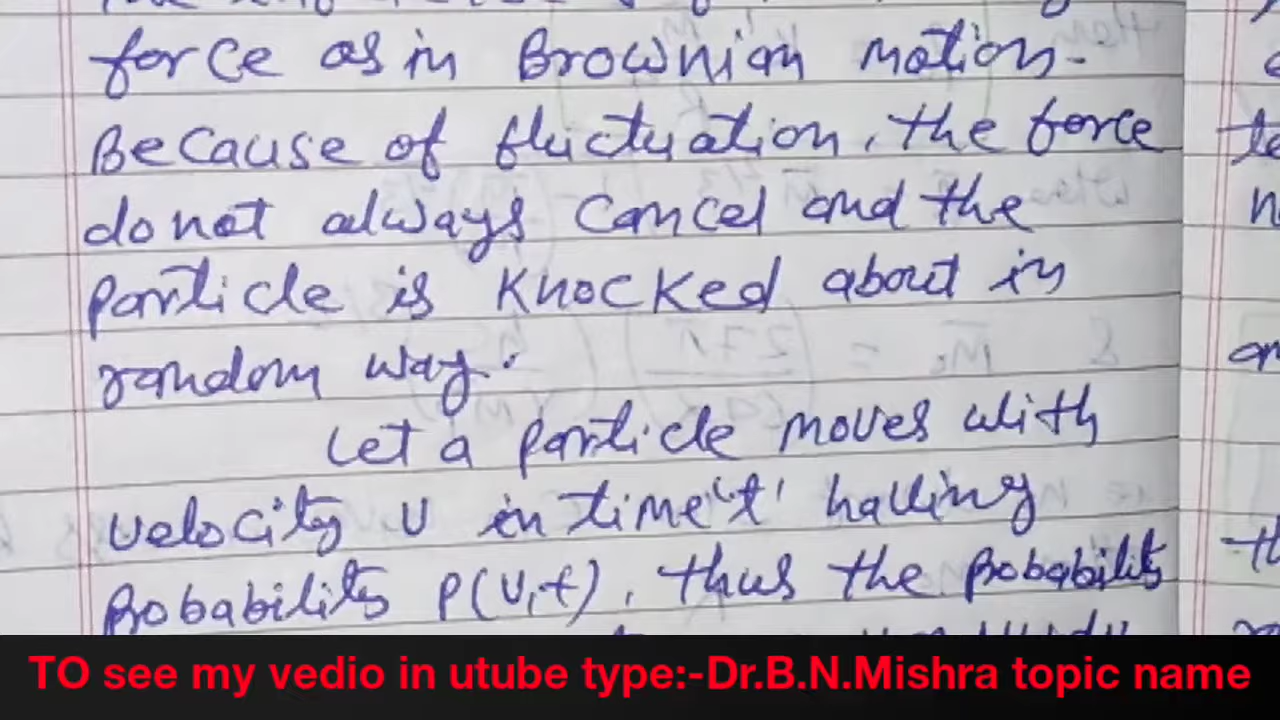 force as in Brownian motion.
Because of fluctuation, the force
do not always cancel and the
particle is knocked about in
random way.
Let a particle moves with
velocity v in time 't' having
probability P(v,t), thus the probability
TO see my vedio in utube type:-Dr.B.N.Mishra topic name